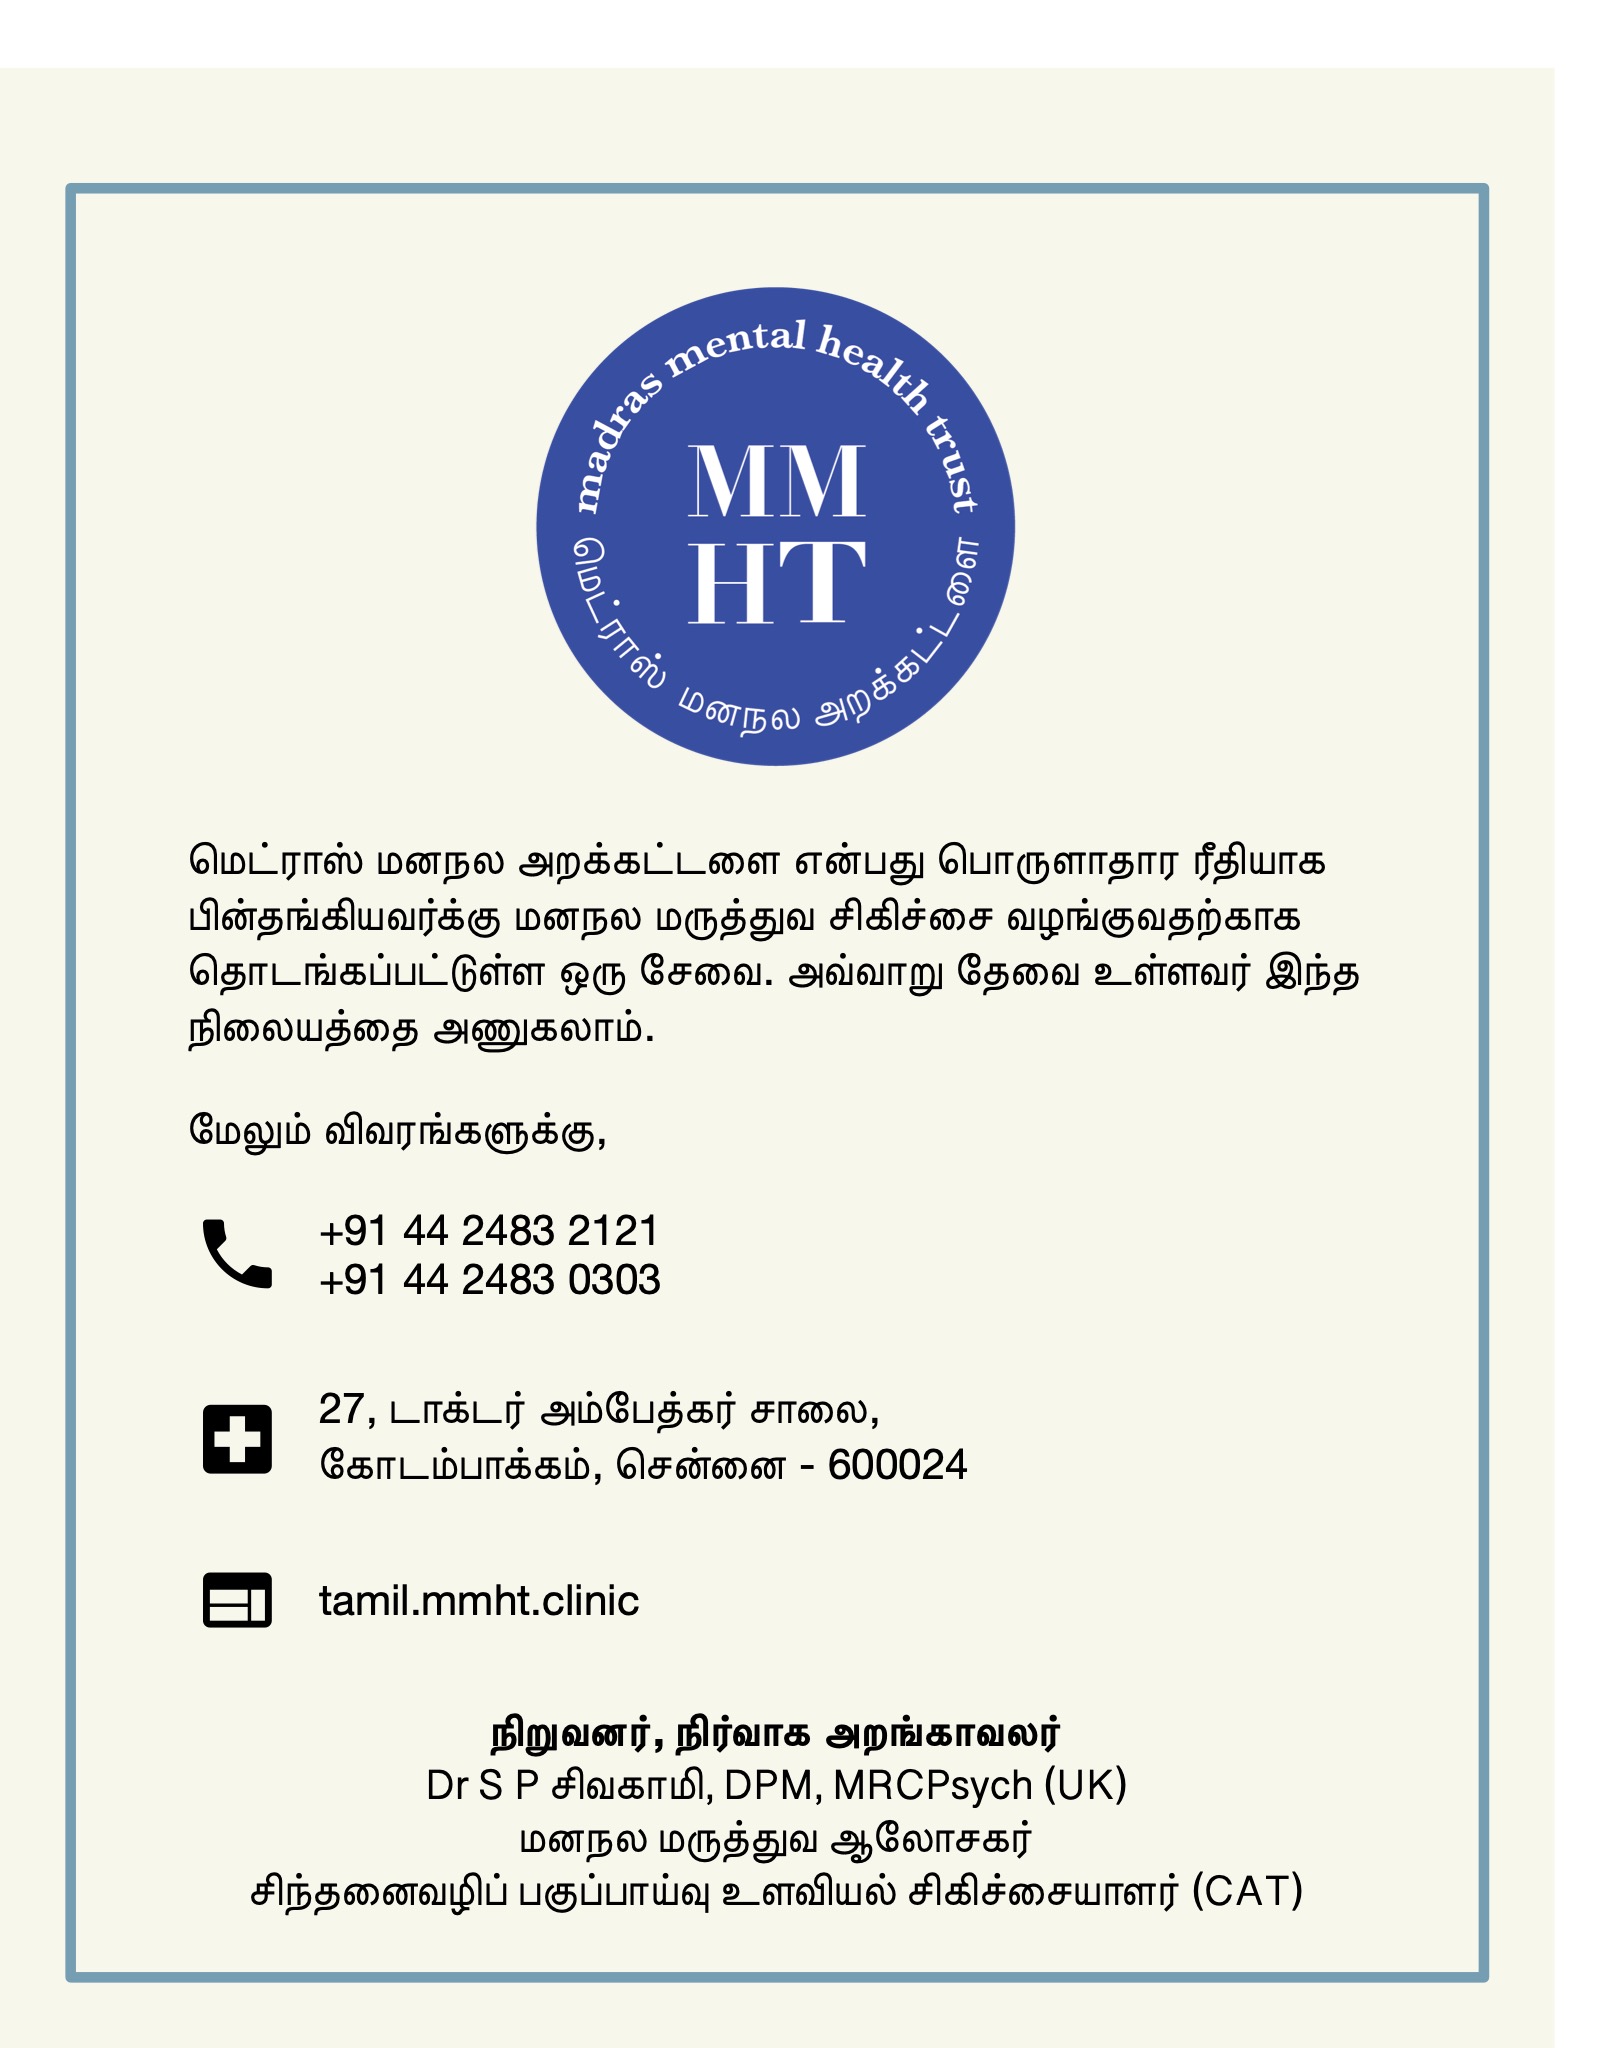 madras mental health trust
MM
HT
மெட்ராஸ் மனநல அறக்கட்டளை
மெட்ராஸ் மனநல அறக்கட்டளை என்பது பொருளாதார ரீதியாக
பின்தங்கியவர்க்கு மனநல மருத்துவ சிகிச்சை வழங்குவதற்காக
தொடங்கப்பட்டுள்ள ஒரு சேவை. அவ்வாறு தேவை உள்ளவர் இந்த
நிலையத்தை அணுகலாம்.
மேலும் விவரங்களுக்கு,
+91 44 2483 2121
+91 44 2483 0303
27, டாக்டர் அம்பேத்கர் சாலை,
கோடம்பாக்கம், சென்னை - 600024
tamil.mmht.clinic
நிறுவனர், நிர்வாக அறங்காவலர்
Dr S P சிவகாமி, DPM, MRCPsych (UK)
மனநல மருத்துவ ஆலோசகர்
சிந்தனைவழிப் பகுப்பாய்வு உளவியல் சிகிச்சையாளர் (CAT)